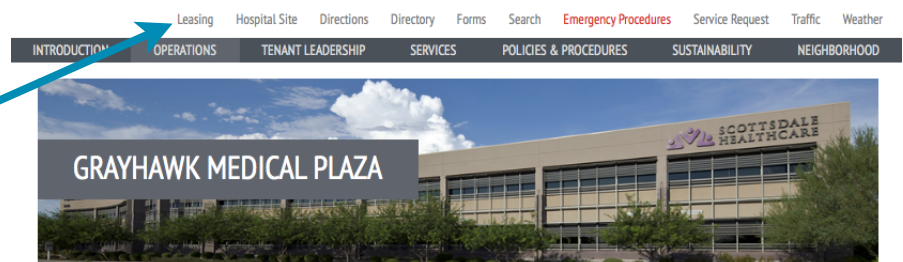 Leasing Hospital Site Directions Directory Forms Search Emergency Procedures Service Request Traffic Weather
INTRODUCTION OPERATIONS TENANT LEADERSHIP SERVICES POLICIES & PROCEDURES SUSTAINABILITY NEIGHBORHOOD
GRAYHAWK MEDICAL PLAZA
SCOTTSDALE
HEALTHCARE